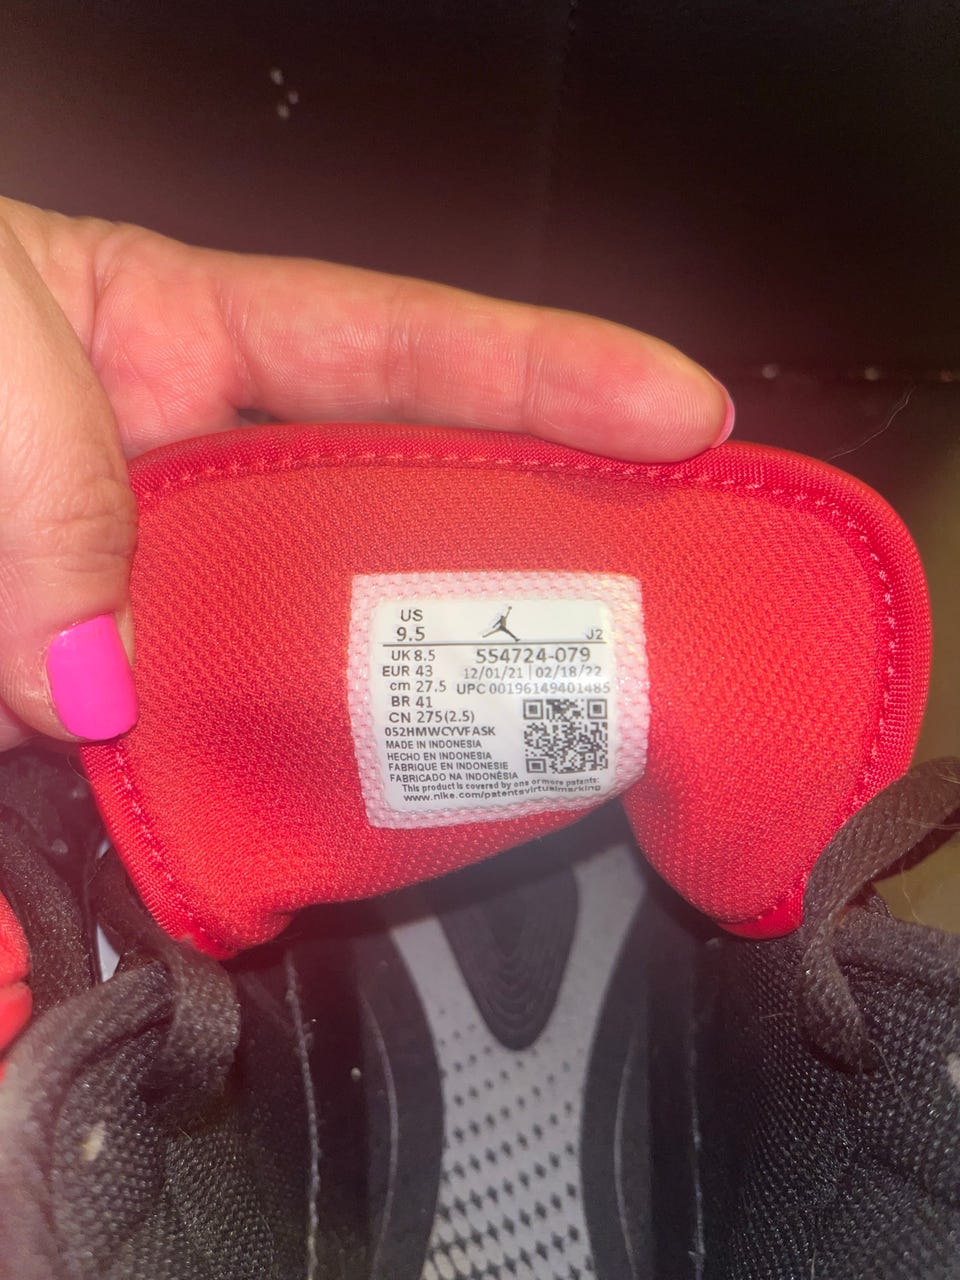 US
9.5
J2
UK 8.5
554724-079
EUR 43
12/01/21 | 02/18/22
cm 27.5
UPC 00196149401485
BR 41
CN 275(2.5)
052HMWCYVFASK
MADE IN INDONESIA
HECHO EN INDONESIA
FABRIQUE EN INDONESIE
FABRICADO NA INDONÉSIA
This product is covered by one or more patents:
www.nike.com/patentsvirtualmarking